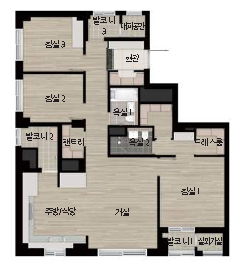 침실 3
발코니
3
대피공간
현관
침실 2
욕실 1
발코니 2
팬트리
욕실 2
드레스룸
침실 1
주방/식당
거실
발코니 1
실외기실